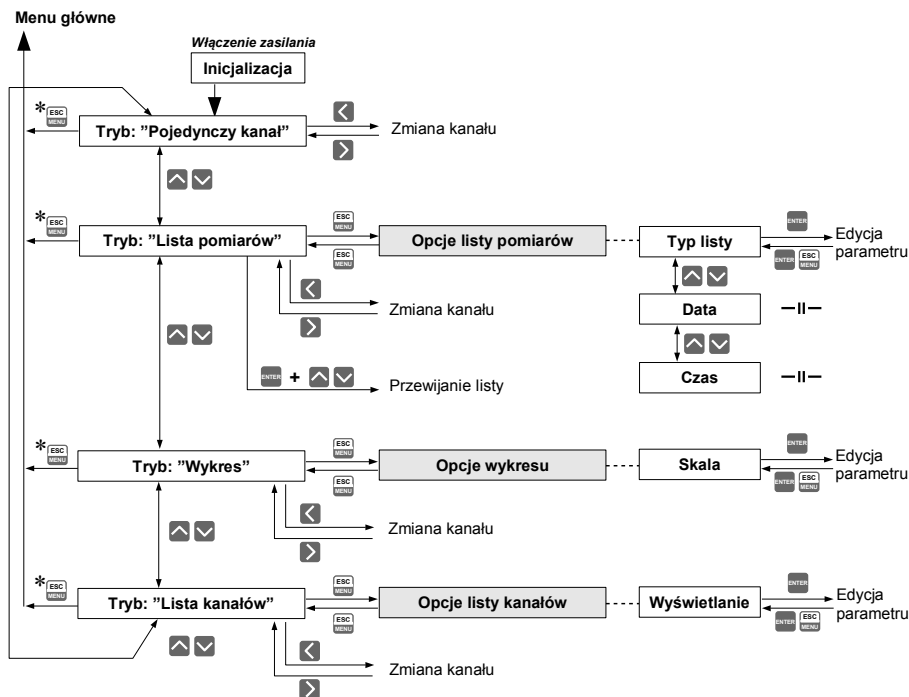 Menu główne
Włączenie zasilania
Inicjalizacja
* ESC MENU
Tryb: ”Pojedynczy kanał”
Zmiana kanału
* ESC MENU
Tryb: ”Lista pomiarów”
ESC MENU
ESC MENU
Opcje listy pomiarów
Typ listy
ENTER
ENTER ESC MENU
Edycja
parametru
Zmiana kanału
Data
—II—
ENTER +
Przewijanie listy
Czas
—II—
* ESC MENU
Tryb: ”Wykres”
ESC MENU
ESC MENU
Opcje wykresu
Skala
ENTER
ENTER ESC MENU
Edycja
parametru
Zmiana kanału
* ESC MENU
Tryb: ”Lista kanałów”
ESC MENU
ESC MENU
Opcje listy kanałów
Wyświetlanie
ENTER
ENTER ESC MENU
Edycja
parametru
Zmiana kanału